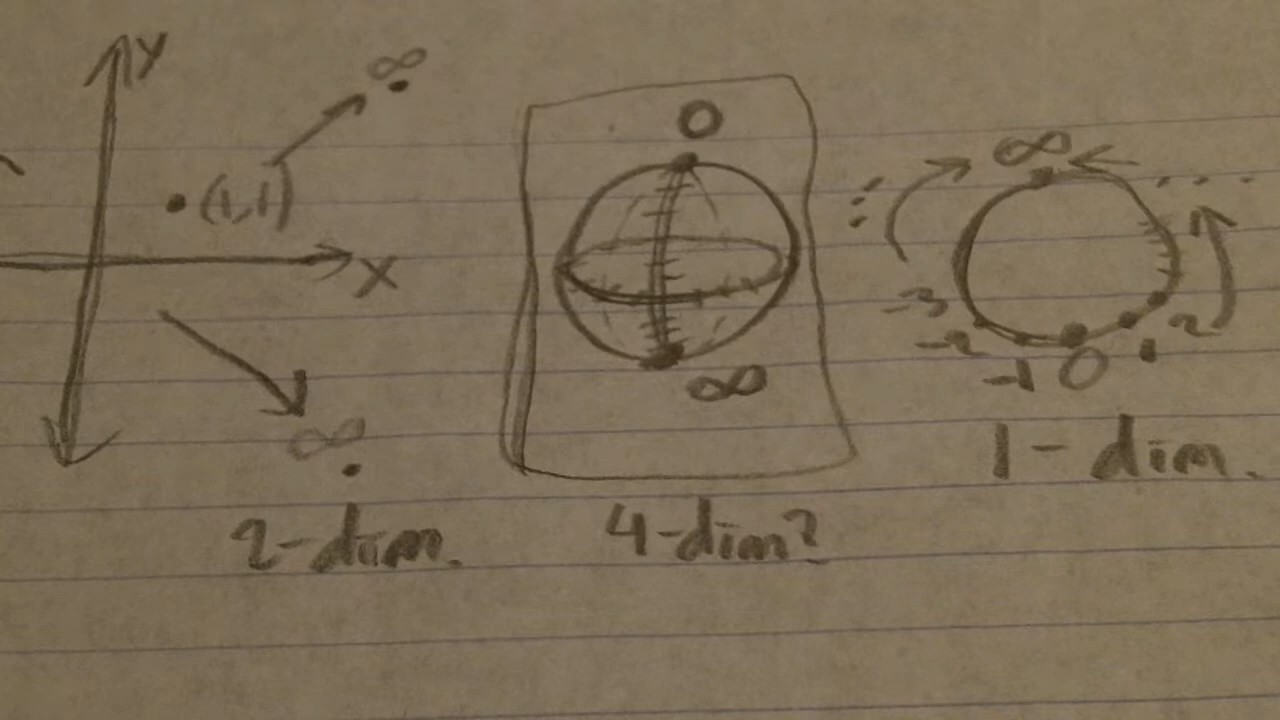 y
∞
(1,1)
x
∞
2-dim.
0
∞
4-dim?
∞
-3
-2
-1
0
1
2
1-dim.